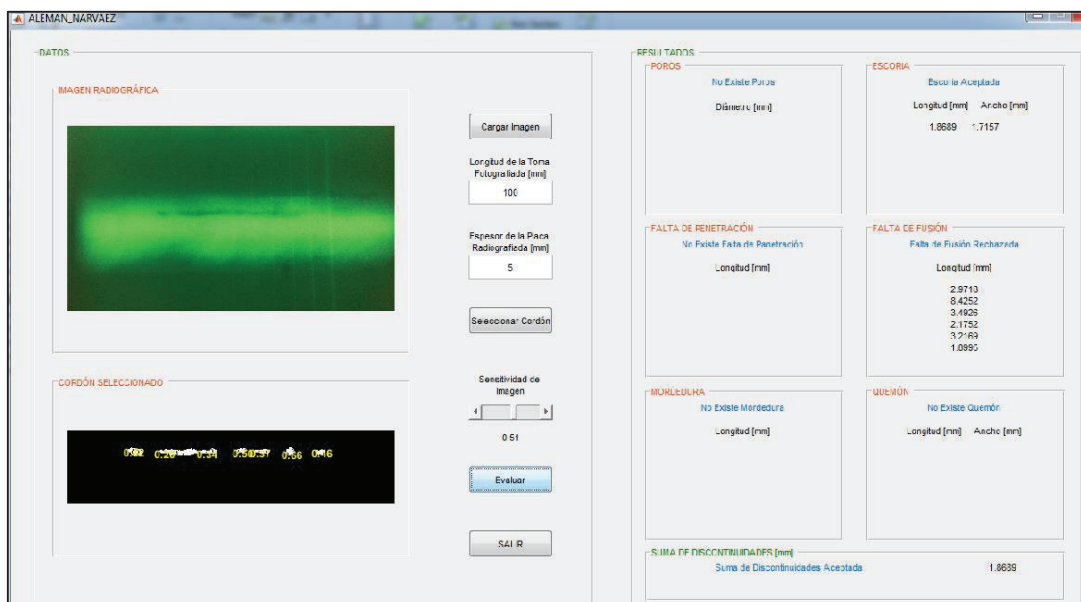 ALEMAN_NARVAEZ
DATOS
IMAGEN RADIOGRÁFICA
Cargar Imagen
Longitud de la Toma
Fotografiada [mm]
100
Espesor de la Placa
Radiografiada [mm]
5
Seleccionar Cordón
CORDÓN SELECCIONADO
Sensitividad de
Imagen
0.51
Evaluar
SALIR
RESULTADOS
POROS
No Existe Poros
Diámetro [mm]
ESCORIA
Escoria Aceptada
Longitud [mm] Ancho [mm]
1.8689 1.7157
FALTA DE PENETRACIÓN
No Existe Falta de Penetración
Longitud [mm]
FALTA DE FUSIÓN
Falta de Fusión Rechazada
Longitud [mm]
8.4252
3.4926
2.1752
3.2169
MORDEDURA
No Existe Mordedura
Longitud [mm]
QUEMÓN
No Existe Quemón
Longitud [mm] Ancho [mm]
SUMA DE DISCONTINUIDADES [mm]
Suma de Discontinuidades Aceptada 1.8689